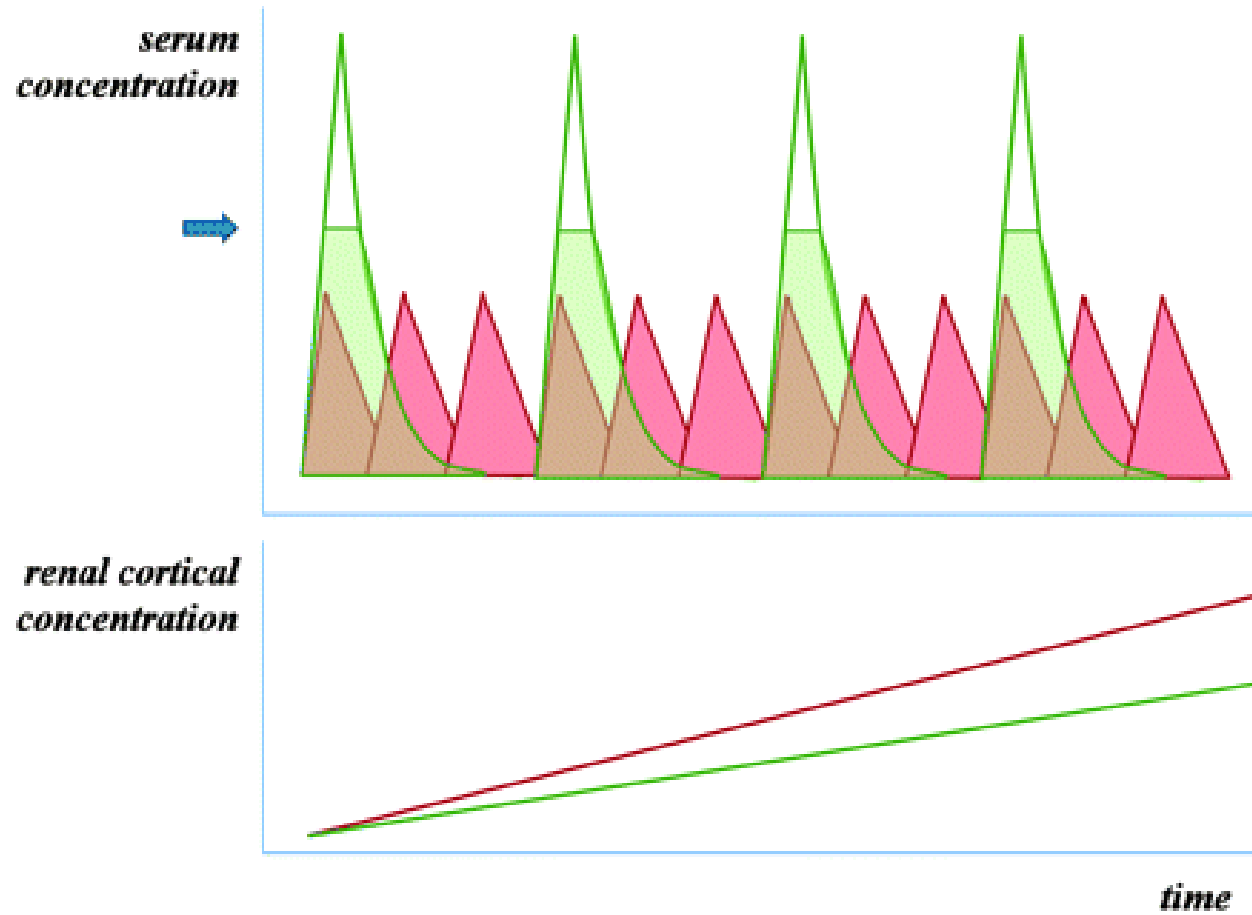 serum
concentration
renal cortical
concentration
time